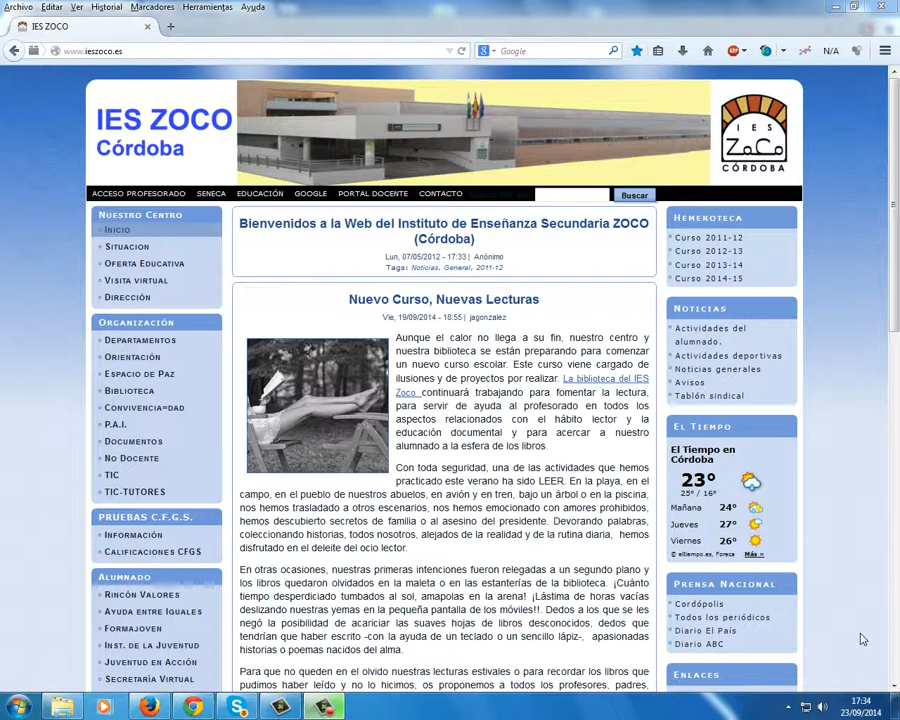 Archivo Editar Ver Historial Marcadores Herramientas Ayuda
IES ZOCO
www.ieszoco.es
Google
N/A
IES ZOCO
Córdoba
IES
ZoCo
CÓRDOBA
ACCESO PROFESORADO SENECA EDUCACIÓN GOOGLE PORTAL DOCENTE CONTACTO
Buscar
NUESTRO CENTRO
INICIO
SITUACION
OFERTA EDUCATIVA
VISITA VIRTUAL
DIRECCIÓN
ORGANIZACIÓN
DEPARTAMENTOS
ORIENTACIÓN
ESPACIO DE PAZ
BIBLIOTECA
CONVIVENCIA=DAD
P.A.I.
DOCUMENTOS
NO DOCENTE
TIC
TIC-TUTORES
PRUEBAS C.F.G.S.
INFORMACIÓN
CALIFICACIONES CFGS
ALUMNADO
RINCÓN VALORES
AYUDA ENTRE IGUALES
FORMAJOVEN
INST. DE LA JUVENTUD
JUVENTUD EN ACCIÓN
SECRETARÍA VIRTUAL
Bienvenidos a la Web del Instituto de Enseñanza Secundaria ZOCO
(Córdoba)
Lun, 07/05/2012 - 17:33 | Anónimo
Tags: Noticias, General, 2011-12
Nuevo Curso, Nuevas Lecturas
Vie, 19/09/2014 - 18:55 | jagonzalez
Aunque el calor no llega a su fin, nuestro centro y
nuestra biblioteca se están preparando para comenzar
un nuevo curso escolar. Este curso viene cargado de
ilusiones y de proyectos por realizar. La biblioteca del IES
Zoco continuará trabajando para fomentar la lectura,
para servir de ayuda al profesorado en todos los
aspectos relacionados con el hábito lector y la
educación documental y para acercar a nuestro
alumnado a la esfera de los libros.
Con toda seguridad, una de las actividades que hemos
practicado este verano ha sido LEER. En la playa, en el
campo, en el pueblo de nuestros abuelos, en avión y en tren, bajo un árbol o en la piscina,
nos hemos trasladado a otros escenarios, nos hemos emocionado con amores prohibidos,
hemos descubierto secretos de familia o al asesino del presidente. Devorando palabras,
coleccionando historias, todos nosotros, alejados de la realidad y de la rutina diaria, hemos
disfrutado en el deleite del ocio lector.
En otras ocasiones, nuestras primeras intenciones fueron relegadas a un segundo plano y
los libros quedaron olvidados en la maleta o en las estanterías de la biblioteca. ¡Cuánto
tiempo desperdiciado tumbados al sol, amapolas en la arena! ¡Lástima de horas vacías
deslizando nuestras yemas en la pequeña pantalla de los móviles!!. Dedos a los que se les
negó la posibilidad de acariciar las suaves hojas de libros desconocidos, dedos que
tendrían que haber escrito -con la ayuda de un teclado o un sencillo lápiz-, apasionadas
historias o poemas nacidos del alma.
Para que no queden en el olvido nuestras lecturas estivales o para recordar los libros que
pudimos haber leído y no lo hicimos, os proponemos a todos los profesores, padres,
HEMEROTECA
Curso 2011-12
Curso 2012-13
Curso 2013-14
Curso 2014-15
NOTICIAS
Actividades del
alumnado.
Actividades deportivas
Noticias generales
Avisos
Tablón sindical
EL TIEMPO
El Tiempo en
Córdoba
23°
25° / 16°
Mañana 24°
Jueves 27°
Viernes 26°
© eltiempo.es, Foreca Más »
PRENSA NACIONAL
Cordópolis
Todos los periódicos
Diario El País
Diario ABC
ENLACES
17:34
23/09/2014